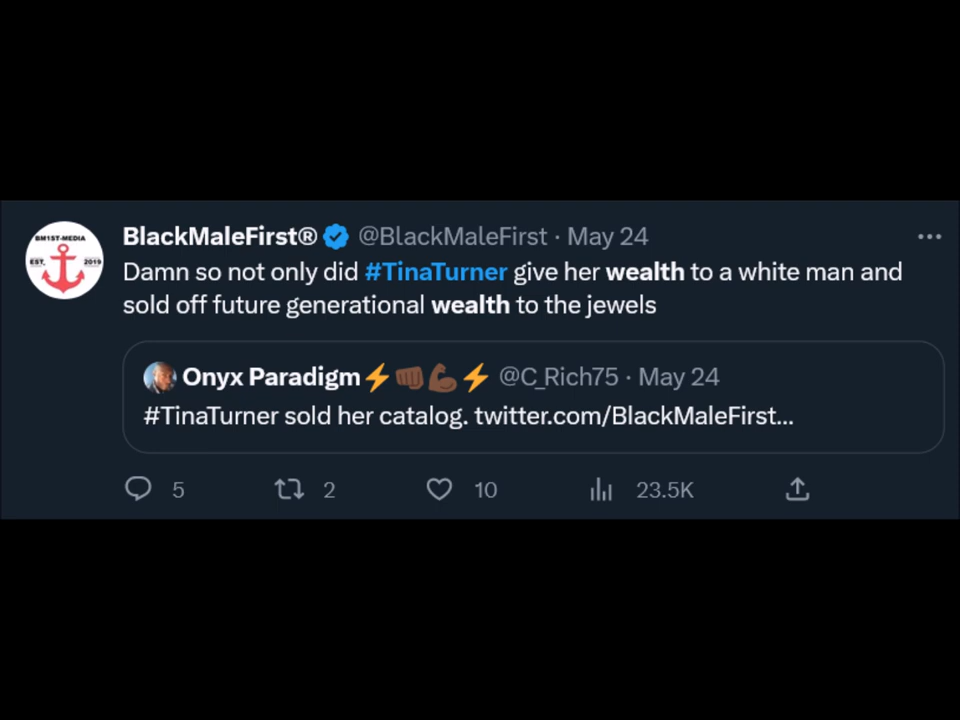 BM1ST-MEDIA
EST. 2019
BlackMaleFirst® @BlackMaleFirst · May 24
Damn so not only did #TinaTurner give her wealth to a white man and
sold off future generational wealth to the jewels
Onyx Paradigm⚡👊🏾💪🏾⚡ @C_Rich75 · May 24
#TinaTurner sold her catalog. twitter.com/BlackMaleFirst...
5 2 10 23.5K